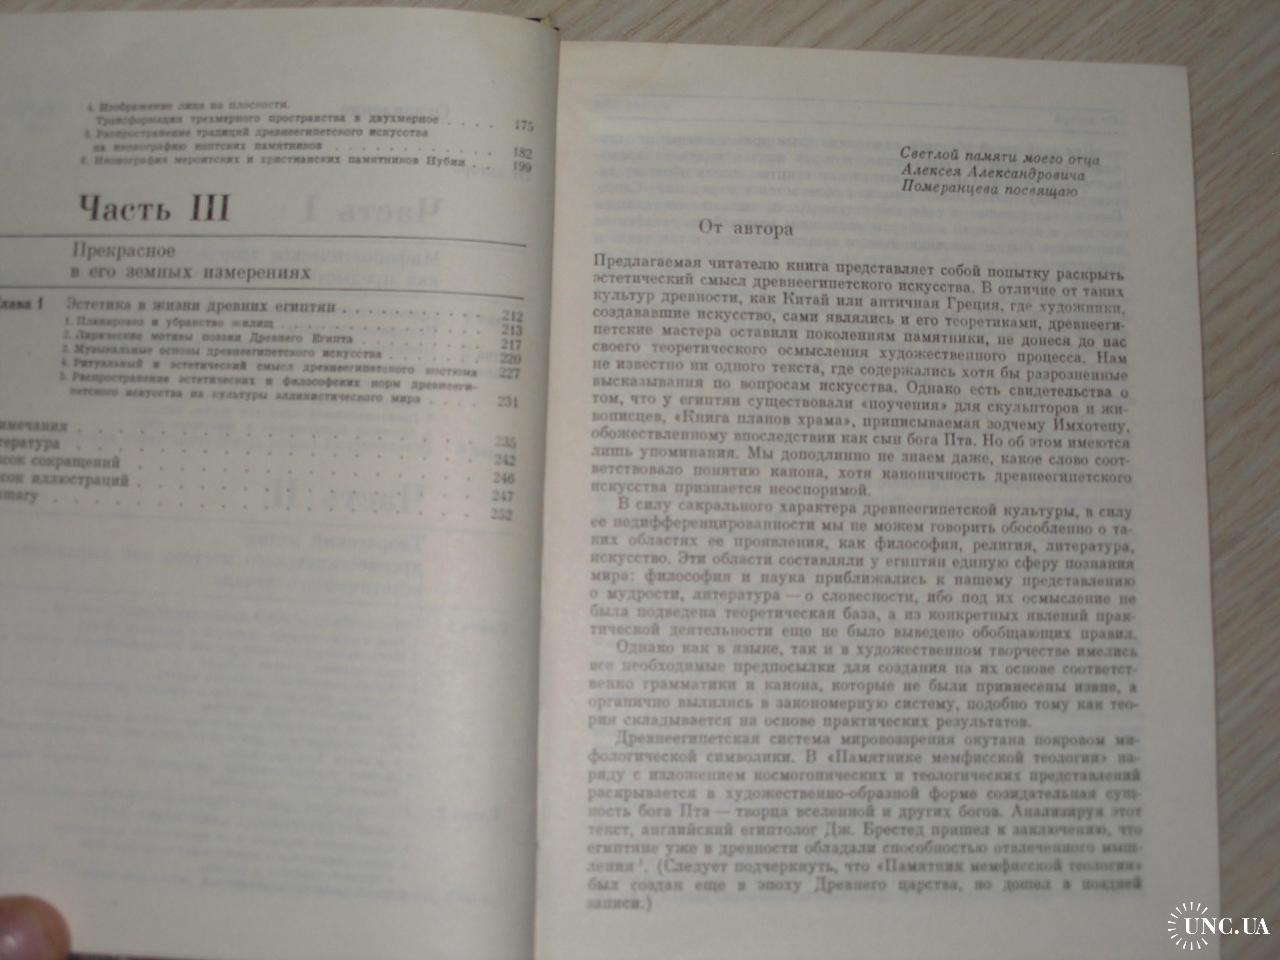 4. Изображение лица на плоскости.
Трансформация трехмерного пространства в двухмерное . . . . 175
5. Распространение традиций древнеегипетского искусства
на иконографию коптских памятников . . . . . . . . . . 182
6. Иконография мероитских и христианских памятников Нубии . . 199
Часть III
Прекрасное
в его земных измерениях
Глава 1 Эстетика в жизни древних египтян . . . . . . . . . . 212
1. Планировка и убранство жилищ . . . . . . . . . . 213
2. Лирические мотивы поэзии Древнего Египта . . . . . . 217
3. Музыкальные основы древнеегипетского искусства . . . . 220
4. Ритуальный и эстетический смысл древнеегипетского костюма 227
5. Распространение эстетических и философских норм древнееги-
петского искусства на культуры эллинистического мира . . . . 231
имечания . . . . . . . . . . 235
тература . . . . . . . . . . 242
исок сокращений . . . . . . . . . . 246
исок иллюстраций . . . . . . . . . . 247
mmary . . . . . . . . . . 252
Светлой памяти моего отца
Алексея Александровича
Померанцева посвящаю
От автора
Предлагаемая читателю книга представляет собой попытку раскрыть
эстетический смысл древнеегипетского искусства. В отличие от таких
культур древности, как Китай или античная Греция, где художники,
создававшие искусство, сами являлись и его теоретиками, древнееги-
петские мастера оставили поколениям памятники, не донеся до нас
своего теоретического осмысления художественного процесса. Нам
не известно ни одного текста, где содержались хотя бы разрозненные
высказывания по вопросам искусства. Однако есть свидетельства о
том, что у египтян существовали «поучения» для скульпторов и жи-
вописцев, «Книга планов храма», приписываемая зодчему Имхотепу,
обожествленному впоследствии как сын бога Пта. Но об этом имеются
лишь упоминания. Мы доподлинно не знаем даже, какое слово соот-
ветствовало понятию канона, хотя каноничность древнеегипетского
искусства признается неоспоримой.
В силу сакрального характера древнеегипетской культуры, в силу
ее недифференцированности мы не можем говорить обособленно о та-
ких областях ее проявления, как философия, религия, литература,
искусство. Эти области составляли у египтян единую сферу познания
мира: философия и наука приближались к нашему представлению
о мудрости, литература — о словесности, ибо под их осмысление не
была подведена теоретическая база, а из конкретных явлений прак-
тической деятельности еще не было выведено обобщающих правил.
Однако как в языке, так и в художественном творчестве имелись
все необходимые предпосылки для создания на их основе соответст-
венно грамматики и канона, которые не были привнесены извне, а
органично вылились в закономерную систему, подобно тому как тео-
рия складывается на основе практических результатов.
Древнеегипетская система мировоззрения окутана покровом ми-
фологической символики. В «Памятнике мемфисской теологии» на-
ряду с изложением космогонических и теологических представлений
раскрывается в художественно-образной форме созидательная сущ-
ность бога Пта — творца вселенной и других богов. Анализируя этот
текст, английский египтолог Дж. Брестед пришел к заключению, что
египтяне уже в древности обладали способностью отвлеченного мыш-
ления¹. (Следует подчеркнуть, что «Памятник мемфисской теологии»
был создан еще в эпоху Древнего царства, но дошел в поздней
записи.)
UNC.UA